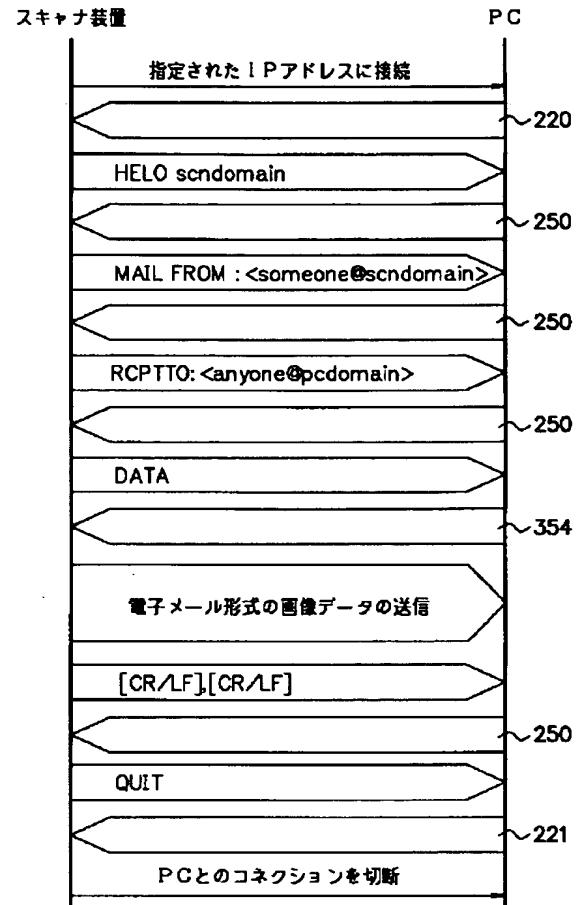 スキャナ装置 PC
指定されたIPアドレスに接続
220
HELO scndomain
250
MAIL FROM : <someone@scndomain>
250
RCPTTO: <anyone@pcdomain>
250
DATA
354
電子メール形式の画像データの送信
[CR/LF],[CR/LF]
250
QUIT
221
PCとのコネクションを切断